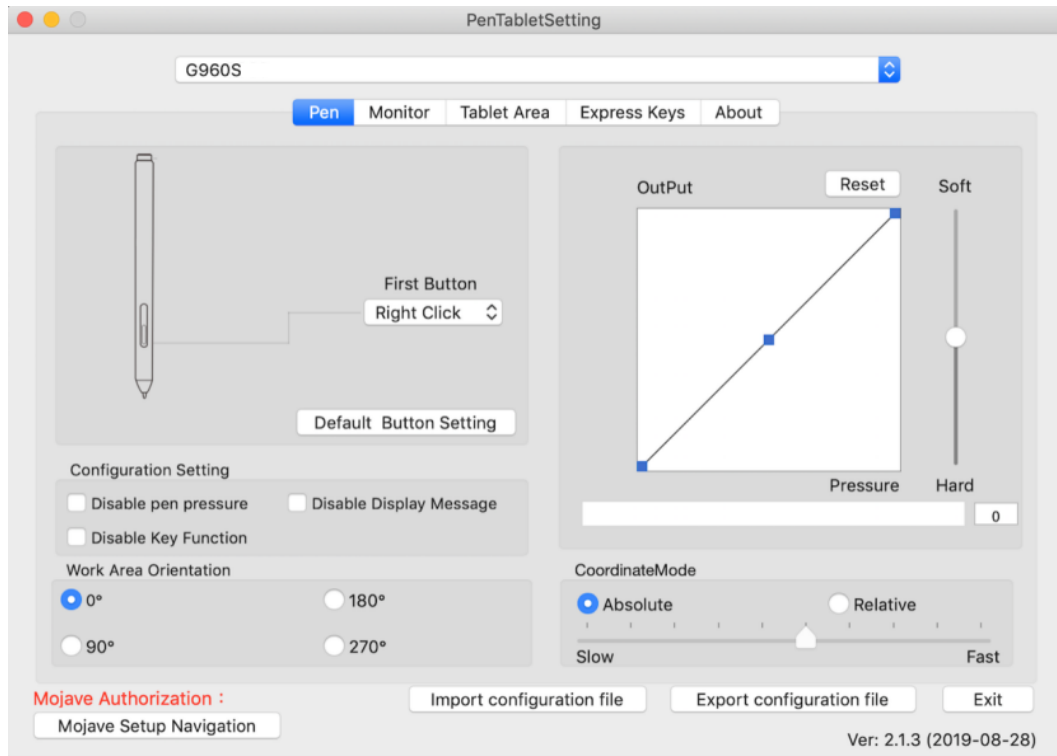 PenTabletSetting
G960S
Pen Monitor Tablet Area Express Keys About
First Button
Right Click
Default Button Setting
OutPut Reset Soft
Pressure Hard
0
Configuration Setting
Disable pen pressure Disable Display Message
Disable Key Function
Work Area Orientation
0° 180°
90° 270°
CoordinateMode
Absolute Relative
Slow Fast
Mojave Authorization :
Mojave Setup Navigation
Import configuration file Export configuration file Exit
Ver: 2.1.3 (2019-08-28)